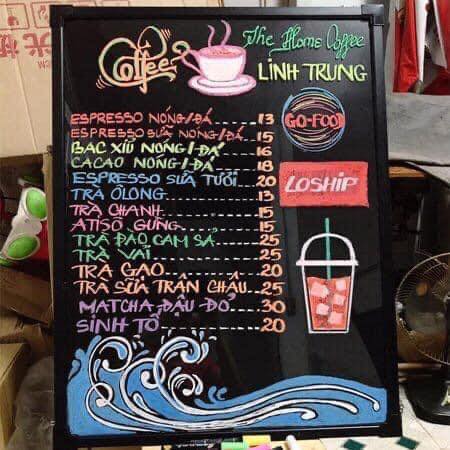 Coffee
The Home Coffee
LINH TRUNG
ESPRESSO NÓNG/ĐÁ 13
ESPRESSO SỮA NÓNG/ĐÁ 15
BẠC XỈU NÓNG/ĐÁ 16
CACAO NÓNG/ĐÁ 18
ESPRESSO SỮA TƯƠI 20
TRÀ ÔLONG 13
TRÀ CHANH 15
ATISÔ GỪNG 15
TRÀ ĐÀO CAM SẢ 25
TRÀ VẢI 25
TRÀ GẠO 20
TRÀ SỮA TRÂN CHÂU 25
MATCHA ĐẬU ĐỎ 30
SINH TỐ 20
GO-FOOD
LOSHIP